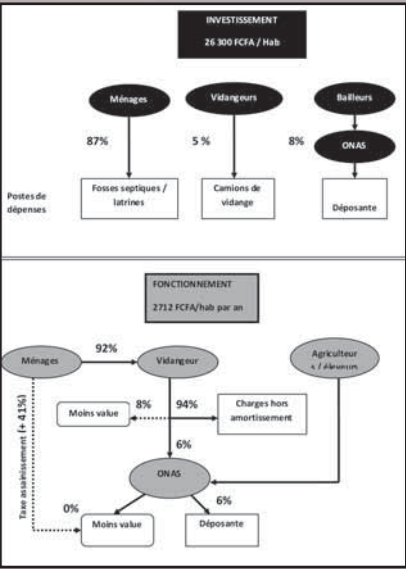 INVESTISSEMENT
26 300 FCFA / Hab
Ménages
Vidangeurs
Bailleurs
87%
5 %
8%
ONAS
Postes de
dépenses
Fosses septiques /
latrines
Camions de
vidange
Déposante
FONCTIONNEMENT
2712 FCFA/hab par an
Ménages
92%
Vidangeur
Agriculteur
s / éleveurs
Taxe assainissement (+ 41%)
Moins value
8%
94%
Charges hors
amortissement
6%
ONAS
0%
6%
Moins value
Déposante